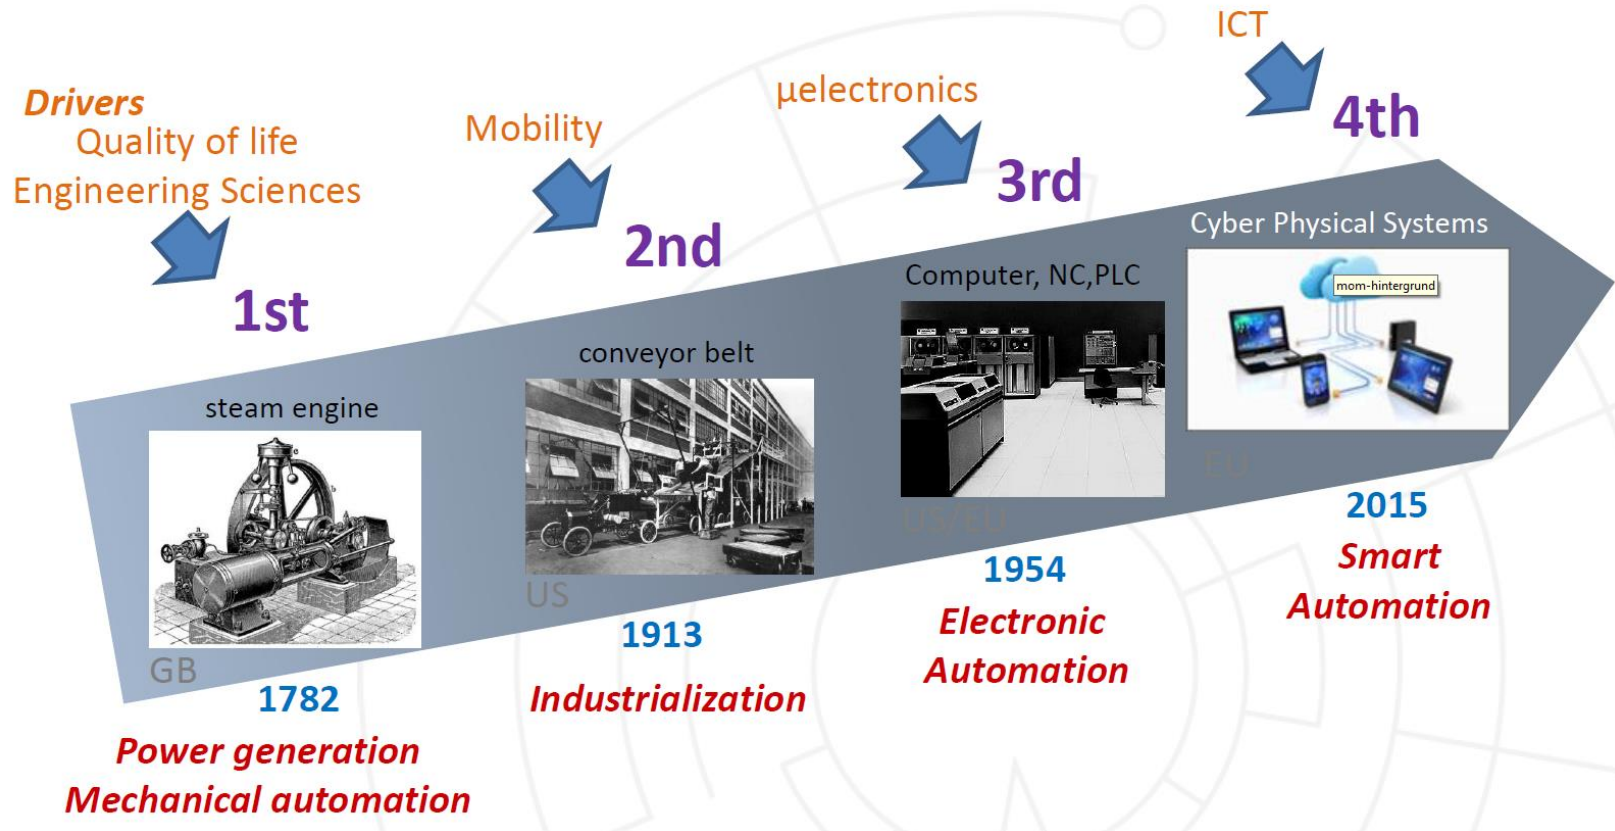 Drivers
Quality of life
Engineering Sciences
1st
steam engine
GB
1782
Power generation
Mechanical automation
Mobility
2nd
conveyor belt
US
1913
Industrialization
µelectronics
3rd
Computer, NC,PLC
US/EU
1954
Electronic
Automation
ICT
4th
Cyber Physical Systems
mom-hintergrund
EU
2015
Smart
Automation